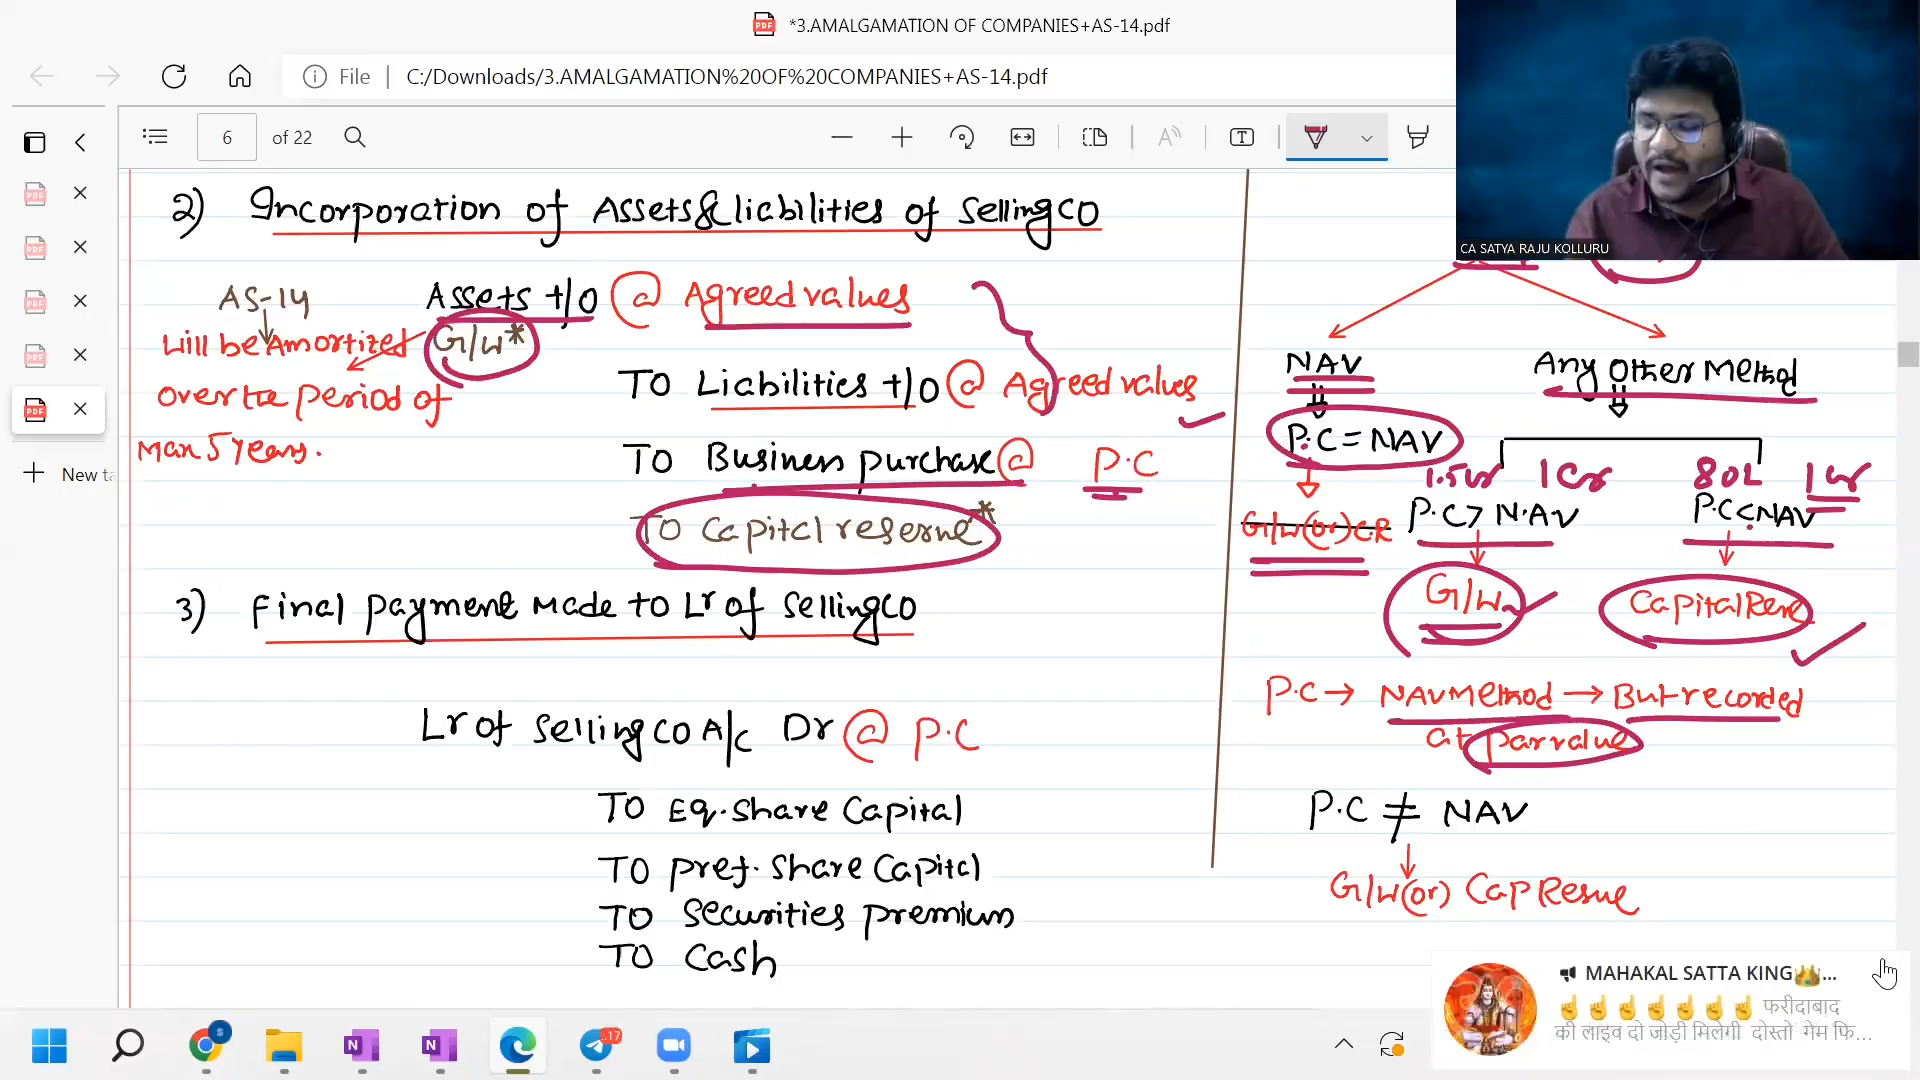 *3.AMALGAMATION OF COMPANIES+AS-14.pdf
File
C:/Downloads/3.AMALGAMATION%20OF%20COMPANIES+AS-14.pdf
6 of 22
New ta
CA SATYA RAJU KOLLURU
2) Incorporation of Assets&liabilities of Selling CO
AS-14
Assets t/o @ Agreed values
will be Amortized
G/W*
over the period of
Max 5 years.
TO Liabilities t/o @ Agreed values
TO Business purchase @ P.C
TO Capital reserve*
3) Final payment Made to Lr of Selling CO
Lr of Selling CO A/c Dr @ P.C
TO Eq. Share Capital
TO Pref. Share Capital
TO Securities premium
TO Cash
NAV
Any Other Method
P.C = NAV
1.5Cr 1Cr
80L 1Cr
P.C > N.AV
P.C < NAV
G/W (or) C.R
G/W
Capital Rese
P.C → NAV Method → But recorded
at par value
P.C ≠ NAV
G/W (or) Cap Reserve
MAHAKAL SATTA KING👑...
☝☝☝☝☝☝☝ फरीदाबाद
की लाइव दो जोड़ी मिलेगी दोस्तो गेम फि...
..17